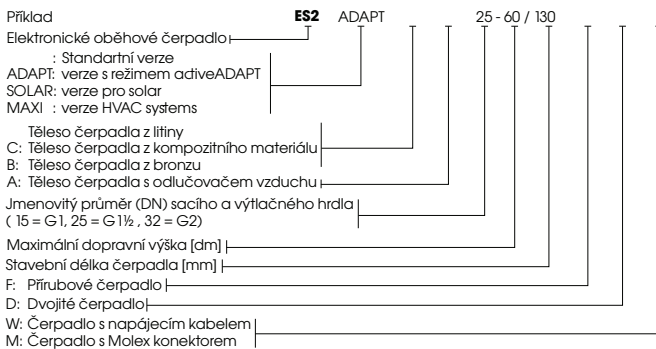 Příklad ES2 ADAPT 25 - 60 / 130
Elektronické oběhové čerpadlo
: Standartní verze
ADAPT: verze s režimem activeADAPT
SOLAR: verze pro solar
MAXI : verze HVAC systems
Těleso čerpadla z litiny
C: Těleso čerpadla z kompozitního materiálu
B: Těleso čerpadla z bronzu
A: Těleso čerpadla s odlučovačem vzduchu
Jmenovitý průměr (DN) sacího a výtlačného hrdla
( 15 = G1, 25 = G1½ , 32 = G2)
Maximální dopravní výška [dm]
Stavební délka čerpadla [mm]
F: Přírubové čerpadlo
D: Dvojité čerpadlo
W: Čerpadlo s napájecím kabelem
M: Čerpadlo s Molex konektorem